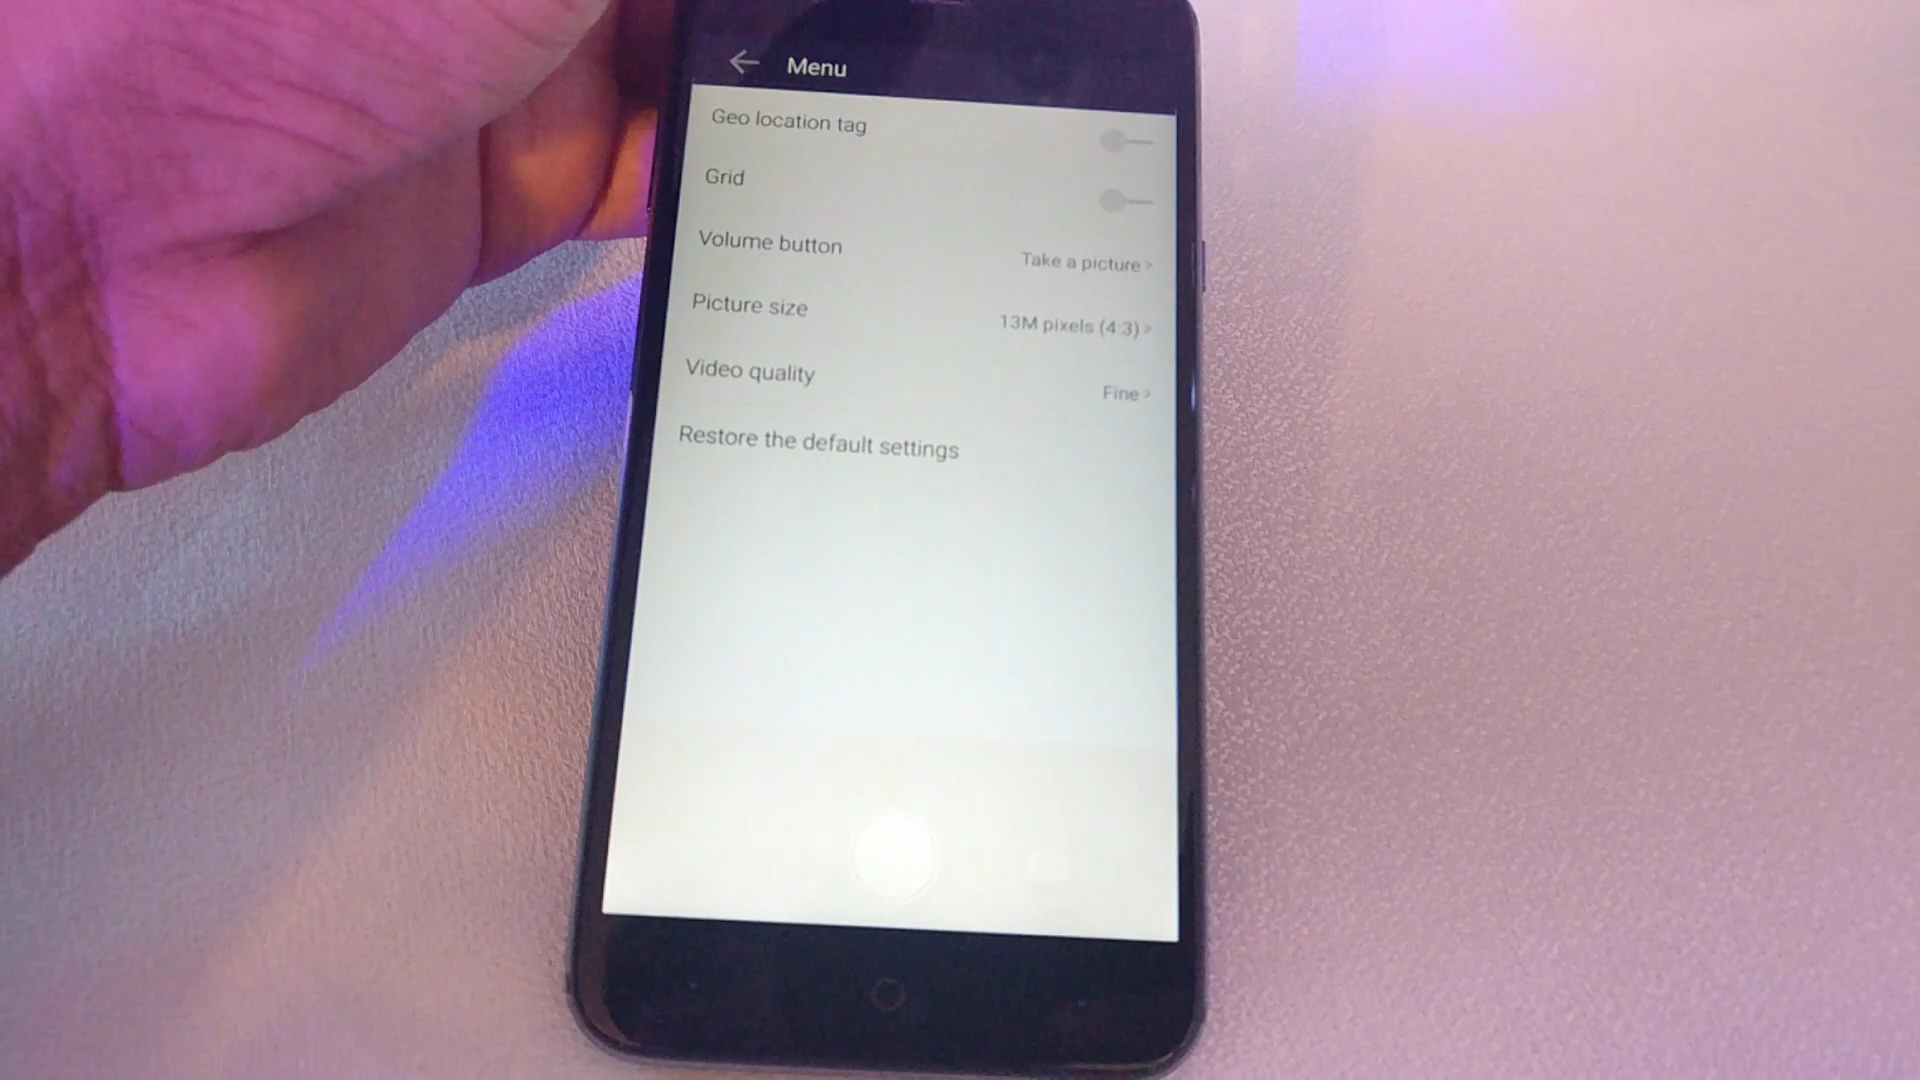 Menu
Geo location tag
Grid
Volume button
Take a picture
Picture size
13M pixels (4:3)
Video quality
Fine
Restore the default settings